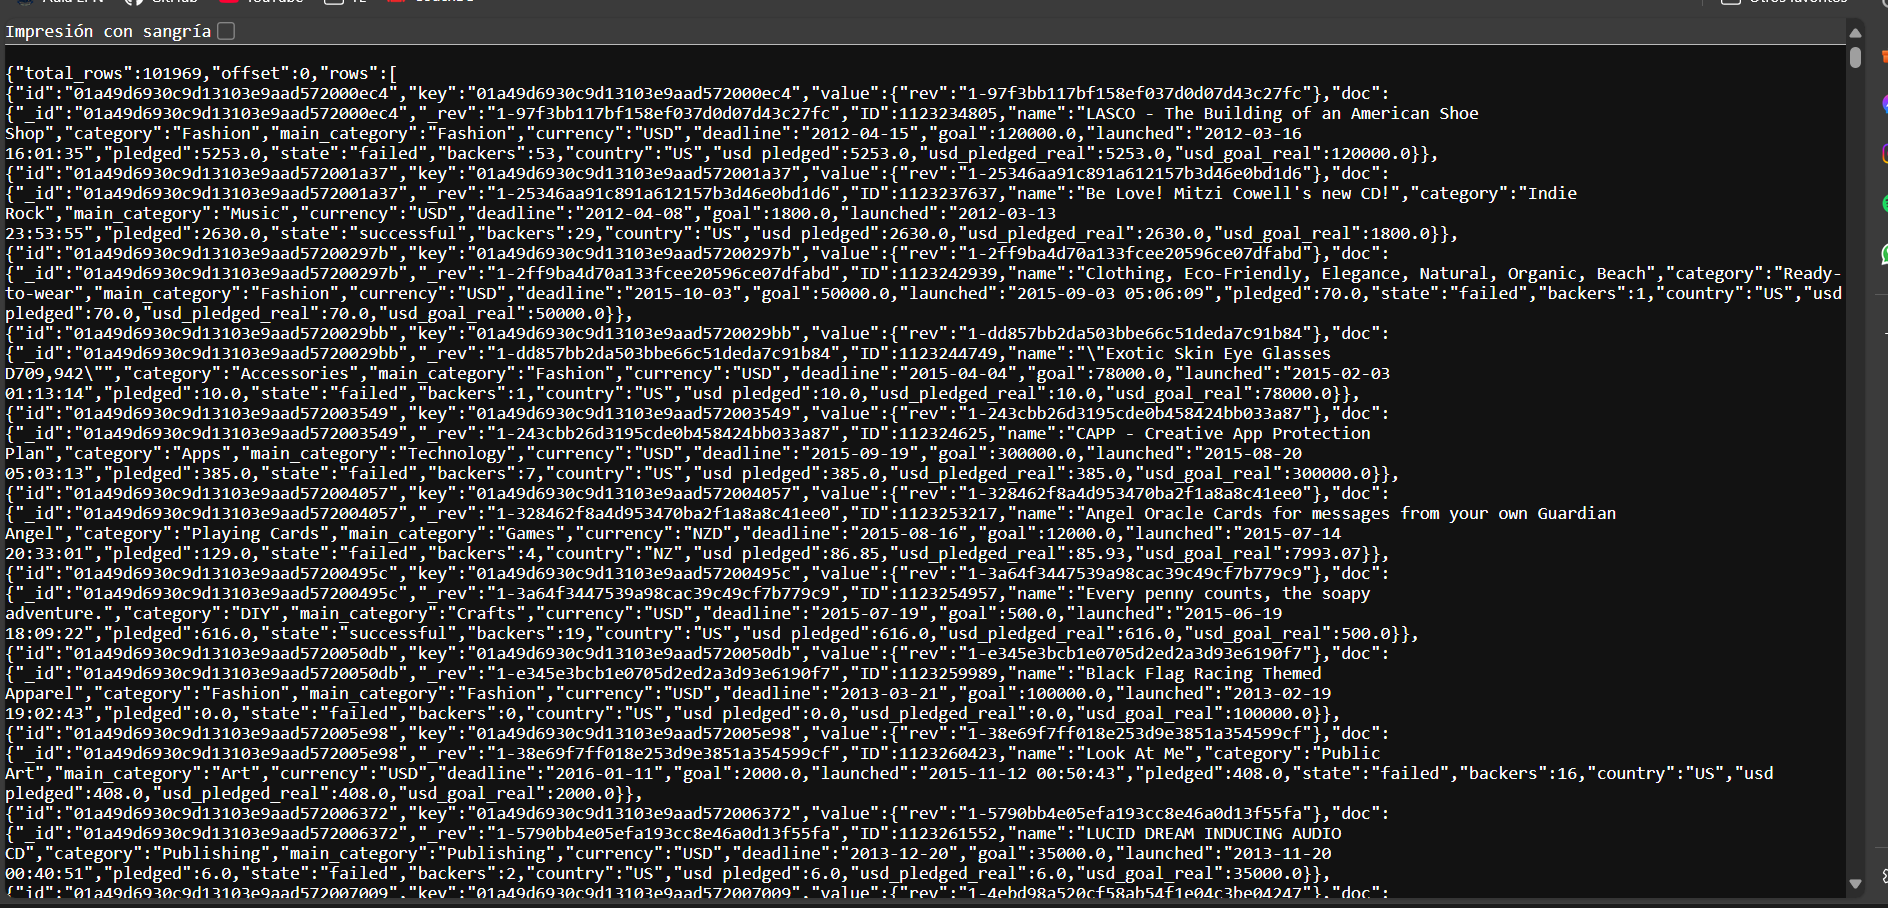 GitHub
YouTube
Otros favoritos
Impresión con sangría
{"total_rows":101969,"offset":0,"rows":[
{"id":"01a49d6930c9d13103e9aad572000ec4","key":"01a49d6930c9d13103e9aad572000ec4","value":{"rev":"1-97f3bb117bf158ef037d0d07d43c27fc"},"doc":
{"_id":"01a49d6930c9d13103e9aad572000ec4","_rev":"1-97f3bb117bf158ef037d0d07d43c27fc","ID":1123234805,"name":"LASCO - The Building of an American Shoe
Shop","category":"Fashion","main_category":"Fashion","currency":"USD","deadline":"2012-04-15","goal":120000.0,"launched":"2012-03-16
16:01:35","pledged":5253.0,"state":"failed","backers":53,"country":"US","usd pledged":5253.0,"usd_pledged_real":5253.0,"usd_goal_real":120000.0}},
{"id":"01a49d6930c9d13103e9aad572001a37","key":"01a49d6930c9d13103e9aad572001a37","value":{"rev":"1-25346aa91c891a612157b3d46e0bd1d6"},"doc":
{"_id":"01a49d6930c9d13103e9aad572001a37","_rev":"1-25346aa91c891a612157b3d46e0bd1d6","ID":1123237637,"name":"Be Love! Mitzi Cowell's new CD!","category":"Indie
Rock","main_category":"Music","currency":"USD","deadline":"2012-04-08","goal":1800.0,"launched":"2012-03-13
23:53:55","pledged":2630.0,"state":"successful","backers":29,"country":"US","usd pledged":2630.0,"usd_pledged_real":2630.0,"usd_goal_real":1800.0}},
{"id":"01a49d6930c9d13103e9aad57200297b","key":"01a49d6930c9d13103e9aad57200297b","value":{"rev":"1-2ff9ba4d70a133fcee20596ce07dfabd"},"doc":
{"_id":"01a49d6930c9d13103e9aad57200297b","_rev":"1-2ff9ba4d70a133fcee20596ce07dfabd","ID":1123242939,"name":"Clothing, Eco-Friendly, Elegance, Natural, Organic, Beach","category":"Ready-
to-wear","main_category":"Fashion","currency":"USD","deadline":"2015-10-03","goal":50000.0,"launched":"2015-09-03 05:06:09","pledged":70.0,"state":"failed","backers":1,"country":"US","usd
pledged":70.0,"usd_pledged_real":70.0,"usd_goal_real":50000.0}},
{"id":"01a49d6930c9d13103e9aad5720029bb","key":"01a49d6930c9d13103e9aad5720029bb","value":{"rev":"1-dd857bb2da503bbe66c51deda7c91b84"},"doc":
{"_id":"01a49d6930c9d13103e9aad5720029bb","_rev":"1-dd857bb2da503bbe66c51deda7c91b84","ID":1123244749,"name":"\"Exotic Skin Eye Glasses
D709,942\"","category":"Accessories","main_category":"Fashion","currency":"USD","deadline":"2015-04-04","goal":78000.0,"launched":"2015-02-03
01:13:14","pledged":10.0,"state":"failed","backers":1,"country":"US","usd pledged":10.0,"usd_pledged_real":10.0,"usd_goal_real":78000.0}},
{"id":"01a49d6930c9d13103e9aad572003549","key":"01a49d6930c9d13103e9aad572003549","value":{"rev":"1-243cbb26d3195cde0b458424bb033a87"},"doc":
{"_id":"01a49d6930c9d13103e9aad572003549","_rev":"1-243cbb26d3195cde0b458424bb033a87","ID":112324625,"name":"CAPP - Creative App Protection
Plan","category":"Apps","main_category":"Technology","currency":"USD","deadline":"2015-09-19","goal":300000.0,"launched":"2015-08-20
05:03:13","pledged":385.0,"state":"failed","backers":7,"country":"US","usd pledged":385.0,"usd_pledged_real":385.0,"usd_goal_real":300000.0}},
{"id":"01a49d6930c9d13103e9aad572004057","key":"01a49d6930c9d13103e9aad572004057","value":{"rev":"1-328462f8a4d953470ba2f1a8a8c41ee0"},"doc":
{"_id":"01a49d6930c9d13103e9aad572004057","_rev":"1-328462f8a4d953470ba2f1a8a8c41ee0","ID":1123253217,"name":"Angel Oracle Cards for messages from your own Guardian
Angel","category":"Playing Cards","main_category":"Games","currency":"NZD","deadline":"2015-08-16","goal":12000.0,"launched":"2015-07-14
20:33:01","pledged":129.0,"state":"failed","backers":4,"country":"NZ","usd pledged":86.85,"usd_pledged_real":85.93,"usd_goal_real":7993.07}},
{"id":"01a49d6930c9d13103e9aad57200495c","key":"01a49d6930c9d13103e9aad57200495c","value":{"rev":"1-3a64f3447539a98cac39c49cf7b779c9"},"doc":
{"_id":"01a49d6930c9d13103e9aad57200495c","_rev":"1-3a64f3447539a98cac39c49cf7b779c9","ID":1123254957,"name":"Every penny counts, the soapy
adventure.","category":"DIY","main_category":"Crafts","currency":"USD","deadline":"2015-07-19","goal":500.0,"launched":"2015-06-19
18:09:22","pledged":616.0,"state":"successful","backers":19,"country":"US","usd pledged":616.0,"usd_pledged_real":616.0,"usd_goal_real":500.0}},
{"id":"01a49d6930c9d13103e9aad5720050db","key":"01a49d6930c9d13103e9aad5720050db","value":{"rev":"1-e345e3bcb1e0705d2ed2a3d93e6190f7"},"doc":
{"_id":"01a49d6930c9d13103e9aad5720050db","_rev":"1-e345e3bcb1e0705d2ed2a3d93e6190f7","ID":1123259989,"name":"Black Flag Racing Themed
Apparel","category":"Fashion","main_category":"Fashion","currency":"USD","deadline":"2013-03-21","goal":100000.0,"launched":"2013-02-19
19:02:43","pledged":0.0,"state":"failed","backers":0,"country":"US","usd pledged":0.0,"usd_pledged_real":0.0,"usd_goal_real":100000.0}},
{"id":"01a49d6930c9d13103e9aad572005e98","key":"01a49d6930c9d13103e9aad572005e98","value":{"rev":"1-38e69f7ff018e253d9e3851a354599cf"},"doc":
{"_id":"01a49d6930c9d13103e9aad572005e98","_rev":"1-38e69f7ff018e253d9e3851a354599cf","ID":1123260423,"name":"Look At Me","category":"Public
Art","main_category":"Art","currency":"USD","deadline":"2016-01-11","goal":2000.0,"launched":"2015-11-12 00:50:43","pledged":408.0,"state":"failed","backers":16,"country":"US","usd
pledged":408.0,"usd_pledged_real":408.0,"usd_goal_real":2000.0}},
{"id":"01a49d6930c9d13103e9aad572006372","key":"01a49d6930c9d13103e9aad572006372","value":{"rev":"1-5790bb4e05efa193cc8e46a0d13f55fa"},"doc":
{"_id":"01a49d6930c9d13103e9aad572006372","_rev":"1-5790bb4e05efa193cc8e46a0d13f55fa","ID":1123261552,"name":"LUCID DREAM INDUCING AUDIO
CD","category":"Publishing","main_category":"Publishing","currency":"USD","deadline":"2013-12-20","goal":35000.0,"launched":"2013-11-20
00:40:51","pledged":6.0,"state":"failed","backers":2,"country":"US","usd pledged":6.0,"usd_pledged_real":6.0,"usd_goal_real":35000.0}},
{"id":"01a49d6930c9d13103e9aad572007009","key":"01a49d6930c9d13103e9aad572007009","value":{"rev":"1-4ebd98a520cf58ab54f1e04c3be04247"},"doc":